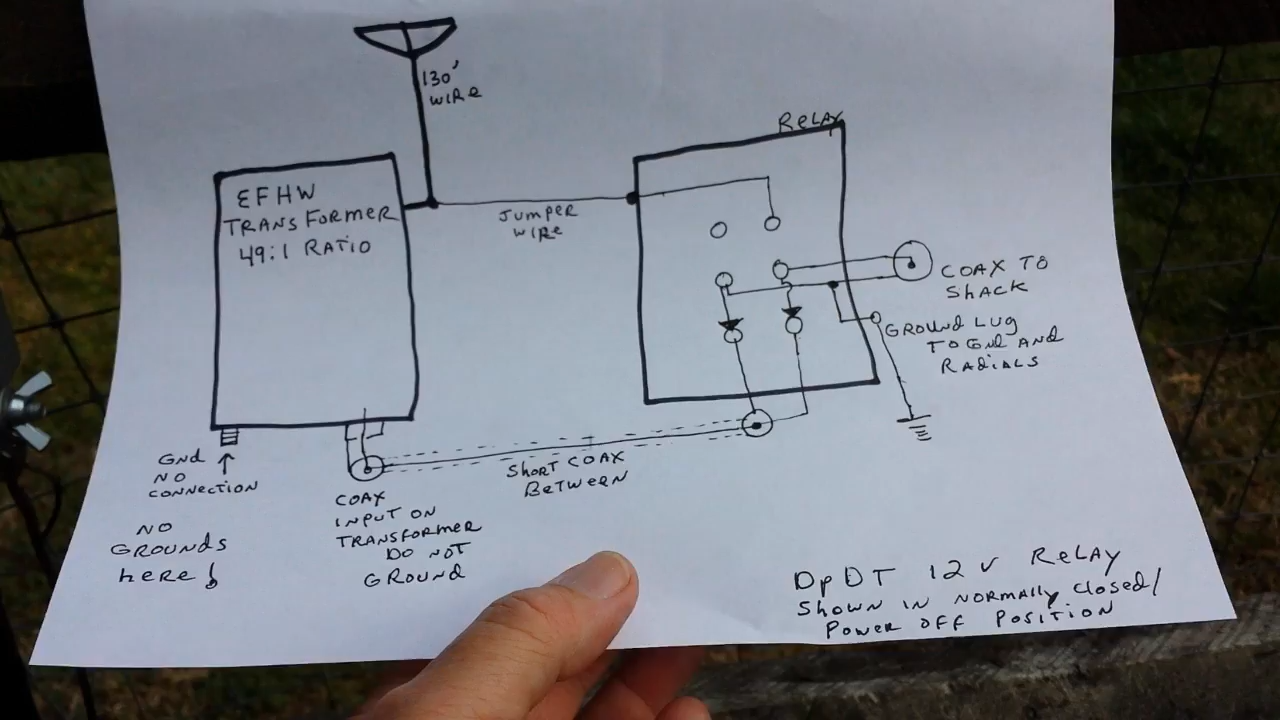 130'
WIRE
RELAY
EFHW
TRANSFORMER
49:1 RATIO
JUMPER
WIRE
COAX TO
SHACK
GROUND LUG
TO GND AND
RADIALS
GND
NO
CONNECTION
NO
GROUNDS
HERE!
COAX
INPUT ON
TRANSFORMER
DO NOT
GROUND
SHORT COAX
BETWEEN
DPDT 12V RELAY
SHOWN IN NORMALLY CLOSED/
POWER OFF POSITION